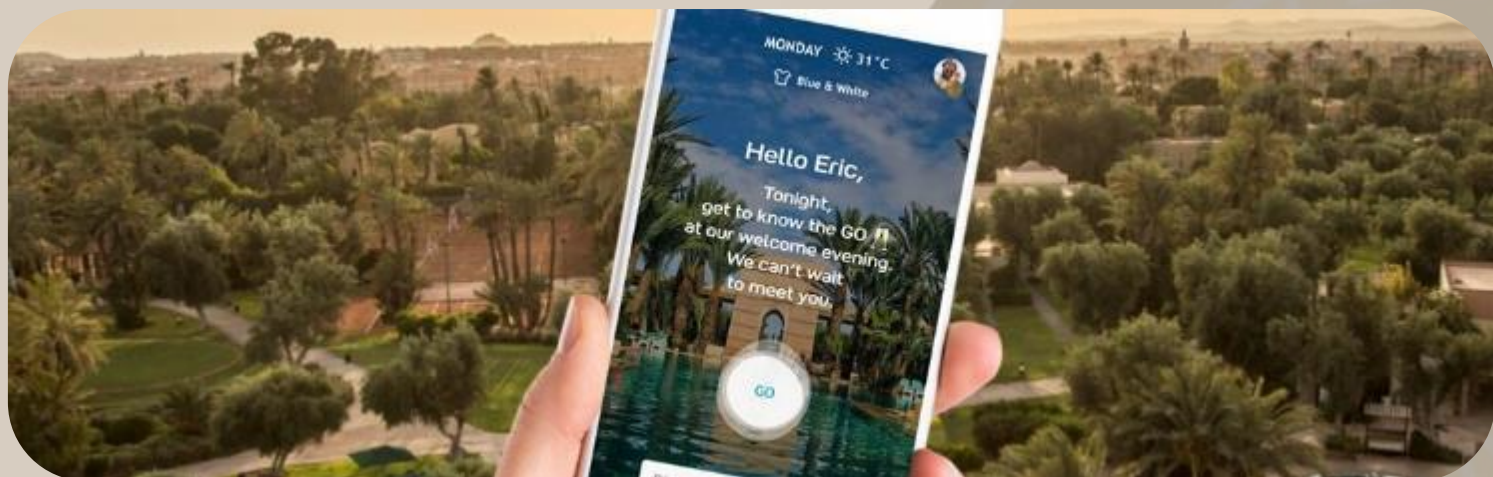 MONDAY 31°C
Blue & White
Hello Eric,
Tonight,
get to know the GO
at our welcome evening.
We can't wait
to meet you.
GO